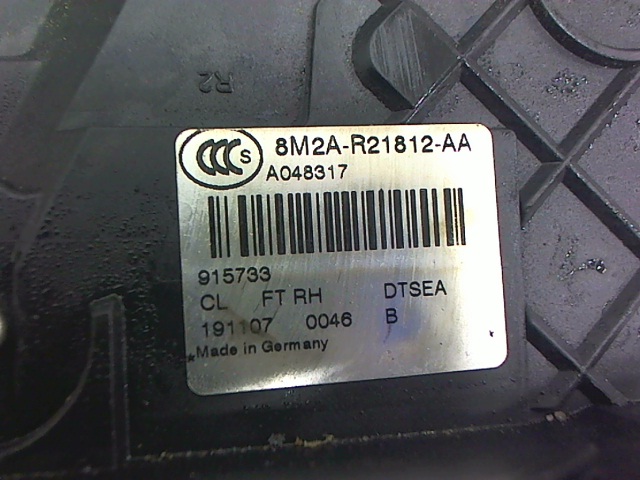 R2
CCC S 8M2A-R21812-AA
A048317
915733
CL FT RH DTSEA
191107 0046 B
*Made in Germany *